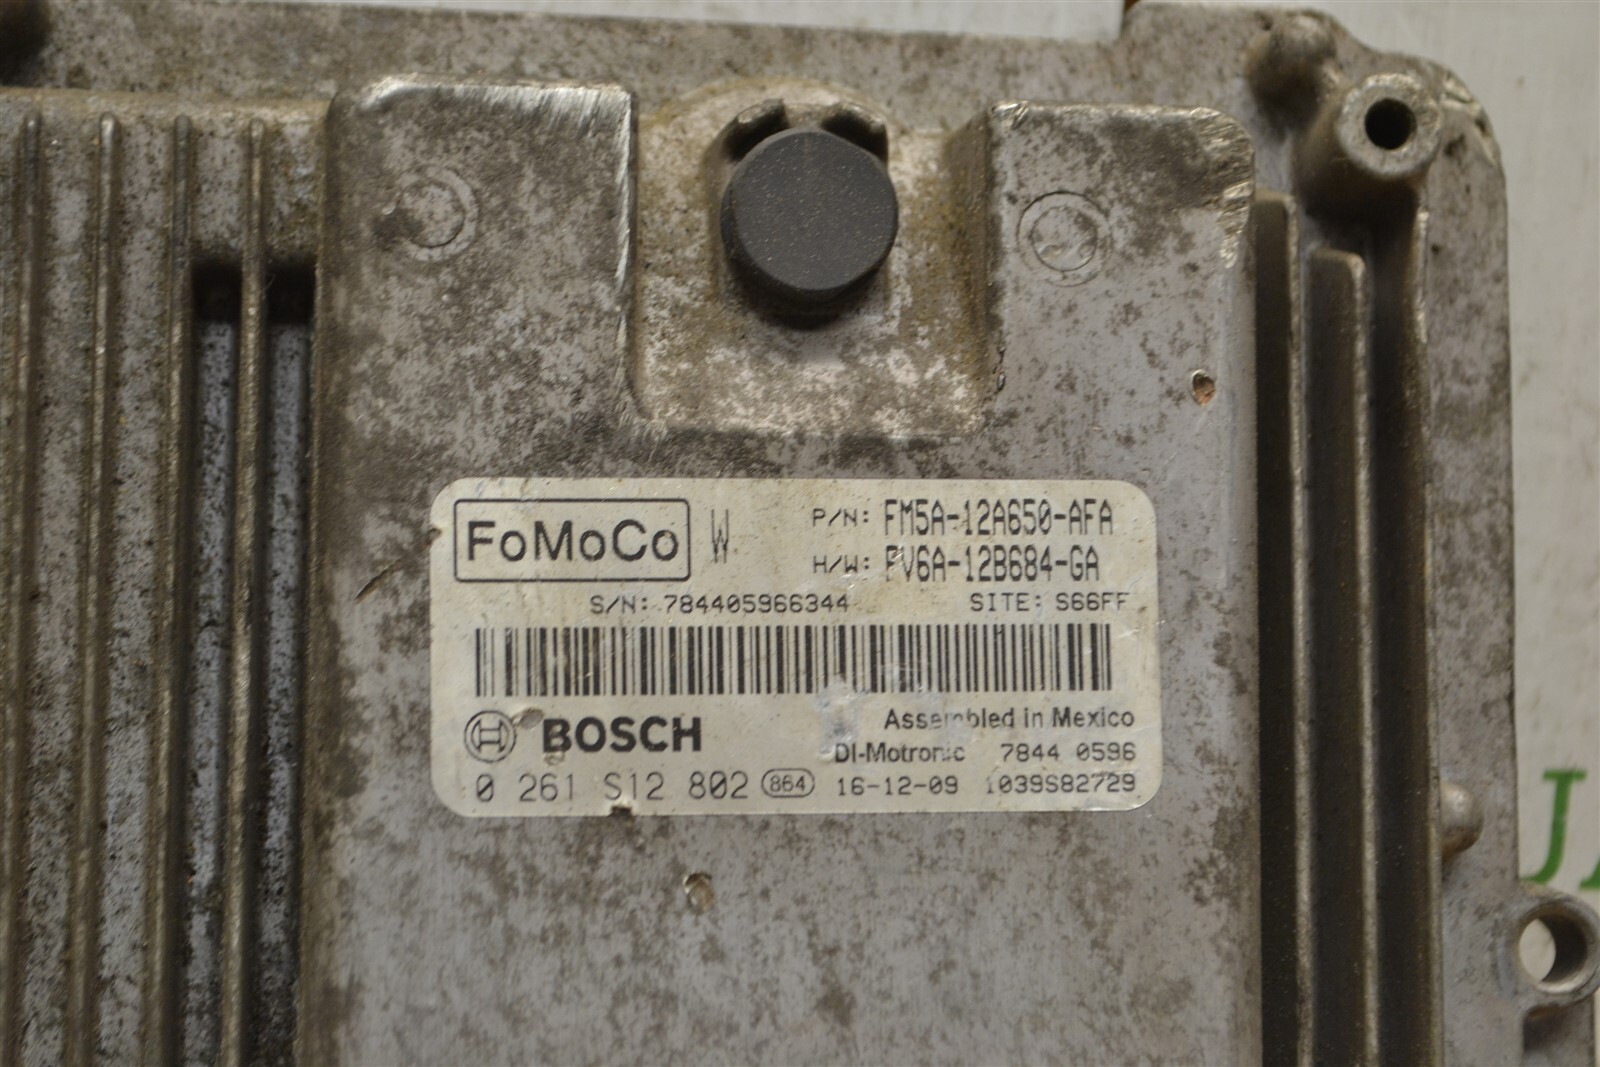 FoMoCo W P/N: FM5A-12A650-AFA
H/W: FV6A-12B684-GA
S/N: 784405966344 SITE: S66FF
BOSCH Assembled in Mexico
DI-Motronic 7844 0596
0 261 S12 802 864 16-12-09 1039S82729